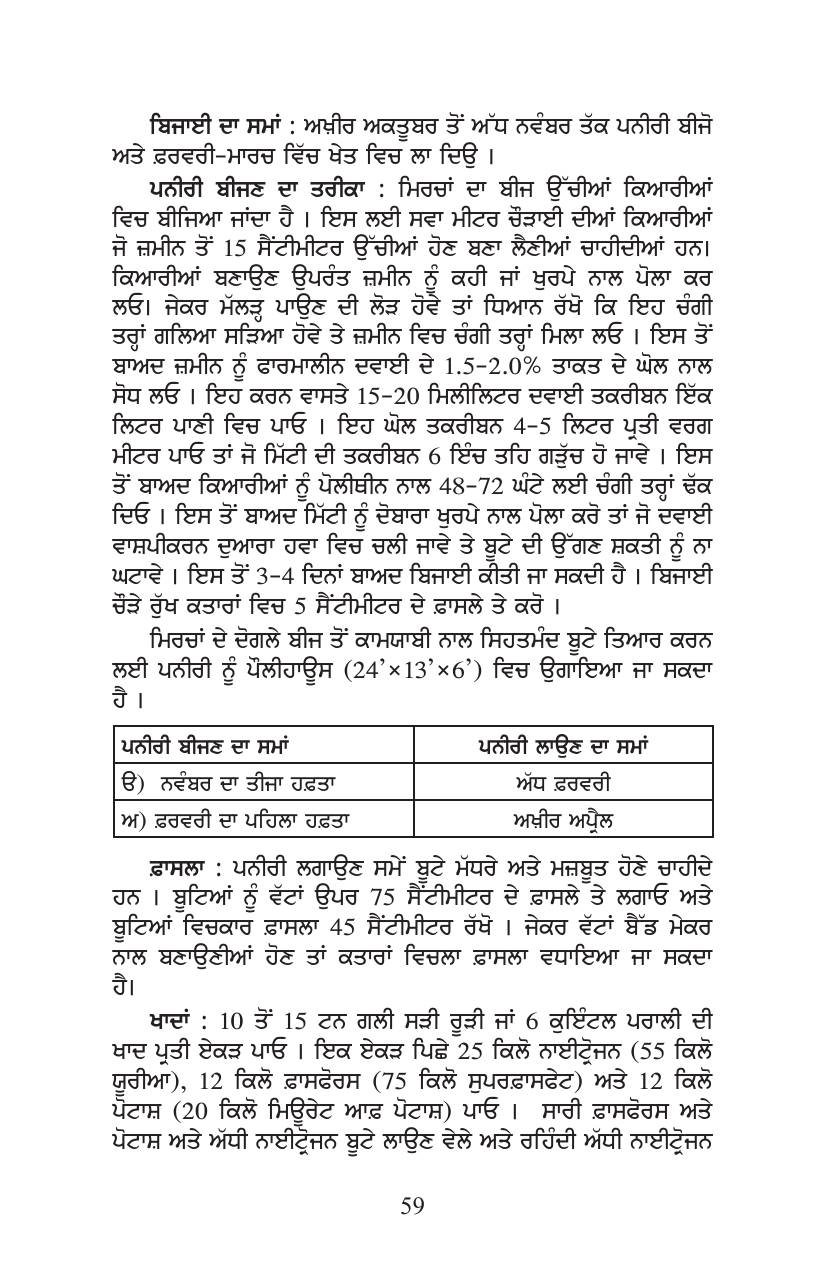 ਬਿਜਾਈ ਦਾ ਸਮਾਂ : ਅਖ਼ੀਰ ਅਕਤੂਬਰ ਤੋਂ ਅੱਧ ਨਵੰਬਰ ਤੱਕ ਪਨੀਰੀ ਬੀਜੋ
ਅਤੇ ਫ਼ਰਵਰੀ-ਮਾਰਚ ਵਿੱਚ ਖੇਤ ਵਿਚ ਲਾ ਦਿਉ ।
ਪਨੀਰੀ ਬੀਜਣ ਦਾ ਤਰੀਕਾ : ਮਿਰਚਾਂ ਦਾ ਬੀਜ ਉੱਚੀਆਂ ਕਿਆਰੀਆਂ
ਵਿਚ ਬੀਜਿਆ ਜਾਂਦਾ ਹੈ । ਇਸ ਲਈ ਸਵਾ ਮੀਟਰ ਚੌੜਾਈ ਦੀਆਂ ਕਿਆਰੀਆਂ
ਜੋ ਜ਼ਮੀਨ ਤੋਂ 15 ਸੈਂਟੀਮੀਟਰ ਉੱਚੀਆਂ ਹੋਣ ਬਣਾ ਲੈਣੀਆਂ ਚਾਹੀਦੀਆਂ ਹਨ।
ਕਿਆਰੀਆਂ ਬਣਾਉਣ ਉਪਰੰਤ ਜ਼ਮੀਨ ਨੂੰ ਕਹੀ ਜਾਂ ਖੁਰਪੇ ਨਾਲ ਪੋਲਾ ਕਰ
ਲਓ। ਜੇਕਰ ਮੱਲੜ੍ਹ ਪਾਉਣ ਦੀ ਲੋੜ ਹੋਵੇ ਤਾਂ ਧਿਆਨ ਰੱਖੋ ਕਿ ਇਹ ਚੰਗੀ
ਤਰ੍ਹਾਂ ਗਲਿਆ ਸੜਿਆ ਹੋਵੇ ਤੇ ਜ਼ਮੀਨ ਵਿਚ ਚੰਗੀ ਤਰ੍ਹਾਂ ਮਿਲਾ ਲਓ । ਇਸ ਤੋਂ
ਬਾਅਦ ਜ਼ਮੀਨ ਨੂੰ ਫਾਰਮਾਲੀਨ ਦਵਾਈ ਦੇ 1.5-2.0% ਤਾਕਤ ਦੇ ਘੋਲ ਨਾਲ
ਸੋਧ ਲਓ । ਇਹ ਕਰਨ ਵਾਸਤੇ 15-20 ਮਿਲੀਲਿਟਰ ਦਵਾਈ ਤਕਰੀਬਨ ਇੱਕ
ਲਿਟਰ ਪਾਣੀ ਵਿਚ ਪਾਓ । ਇਹ ਘੋਲ ਤਕਰੀਬਨ 4-5 ਲਿਟਰ ਪ੍ਰਤੀ ਵਰਗ
ਮੀਟਰ ਪਾਓ ਤਾਂ ਜੋ ਮਿੱਟੀ ਦੀ ਤਕਰੀਬਨ 6 ਇੰਚ ਤਹਿ ਗੜੁੱਚ ਹੋ ਜਾਵੇ । ਇਸ
ਤੋਂ ਬਾਅਦ ਕਿਆਰੀਆਂ ਨੂੰ ਪੋਲੀਥੀਨ ਨਾਲ 48-72 ਘੰਟੇ ਲਈ ਚੰਗੀ ਤਰ੍ਹਾਂ ਢੱਕ
ਦਿਓ । ਇਸ ਤੋਂ ਬਾਅਦ ਮਿੱਟੀ ਨੂੰ ਦੋਬਾਰਾ ਖੁਰਪੇ ਨਾਲ ਪੋਲਾ ਕਰੋ ਤਾਂ ਜੋ ਦਵਾਈ
ਵਾਸ਼ਪੀਕਰਨ ਦੁਆਰਾ ਹਵਾ ਵਿਚ ਚਲੀ ਜਾਵੇ ਤੇ ਬੂਟੇ ਦੀ ਉੱਗਣ ਸ਼ਕਤੀ ਨੂੰ ਨਾ
ਘਟਾਵੇ । ਇਸ ਤੋਂ 3-4 ਦਿਨਾਂ ਬਾਅਦ ਬਿਜਾਈ ਕੀਤੀ ਜਾ ਸਕਦੀ ਹੈ । ਬਿਜਾਈ
ਚੌੜੇ ਰੁੱਖ ਕਤਾਰਾਂ ਵਿਚ 5 ਸੈਂਟੀਮੀਟਰ ਦੇ ਫ਼ਾਸਲੇ ਤੇ ਕਰੋ ।
ਮਿਰਚਾਂ ਦੇ ਦੋਗਲੇ ਬੀਜ ਤੋਂ ਕਾਮਯਾਬੀ ਨਾਲ ਸਿਹਤਮੰਦ ਬੂਟੇ ਤਿਆਰ ਕਰਨ
ਲਈ ਪਨੀਰੀ ਨੂੰ ਪੌਲੀਹਾਊਸ (24’×13’×6’) ਵਿਚ ਉਗਾਇਆ ਜਾ ਸਕਦਾ
ਹੈ ।
ਪਨੀਰੀ ਬੀਜਣ ਦਾ ਸਮਾਂ ਪਨੀਰੀ ਲਾਉਣ ਦਾ ਸਮਾਂ
ੳ) ਨਵੰਬਰ ਦਾ ਤੀਜਾ ਹਫ਼ਤਾ ਅੱਧ ਫ਼ਰਵਰੀ
ਅ) ਫ਼ਰਵਰੀ ਦਾ ਪਹਿਲਾ ਹਫ਼ਤਾ ਅਖ਼ੀਰ ਅਪ੍ਰੈਲ
ਫ਼ਾਸਲਾ : ਪਨੀਰੀ ਲਗਾਉਣ ਸਮੇਂ ਬੂਟੇ ਮੱਧਰੇ ਅਤੇ ਮਜ਼ਬੂਤ ਹੋਣੇ ਚਾਹੀਦੇ
ਹਨ । ਬੂਟਿਆਂ ਨੂੰ ਵੱਟਾਂ ਉਪਰ 75 ਸੈਂਟੀਮੀਟਰ ਦੇ ਫ਼ਾਸਲੇ ਤੇ ਲਗਾਓ ਅਤੇ
ਬੂਟਿਆਂ ਵਿਚਕਾਰ ਫ਼ਾਸਲਾ 45 ਸੈਂਟੀਮੀਟਰ ਰੱਖੋ । ਜੇਕਰ ਵੱਟਾਂ ਬੈੱਡ ਮੇਕਰ
ਨਾਲ ਬਣਾਉਣੀਆਂ ਹੋਣ ਤਾਂ ਕਤਾਰਾਂ ਵਿਚਲਾ ਫ਼ਾਸਲਾ ਵਧਾਇਆ ਜਾ ਸਕਦਾ
ਹੈ।
ਖਾਦਾਂ : 10 ਤੋਂ 15 ਟਨ ਗਲੀ ਸੜੀ ਰੂੜੀ ਜਾਂ 6 ਕੁਇੰਟਲ ਪਰਾਲੀ ਦੀ
ਖਾਦ ਪ੍ਰਤੀ ਏਕੜ ਪਾਓ । ਇਕ ਏਕੜ ਪਿਛੇ 25 ਕਿਲੋ ਨਾਈਟ੍ਰੋਜਨ (55 ਕਿਲੋ
ਯੂਰੀਆ), 12 ਕਿਲੋ ਫ਼ਾਸਫੋਰਸ (75 ਕਿਲੋ ਸੁਪਰਫ਼ਾਸਫੇਟ) ਅਤੇ 12 ਕਿਲੋ
ਪੋਟਾਸ਼ (20 ਕਿਲੋ ਮਿਊਰੇਟ ਆਫ਼ ਪੋਟਾਸ਼) ਪਾਓ । ਸਾਰੀ ਫ਼ਾਸਫੋਰਸ ਅਤੇ
ਪੋਟਾਸ਼ ਅਤੇ ਅੱਧੀ ਨਾਈਟ੍ਰੋਜਨ ਬੂਟੇ ਲਾਉਣ ਵੇਲੇ ਅਤੇ ਰਹਿੰਦੀ ਅੱਧੀ ਨਾਈਟ੍ਰੋਜਨ
59